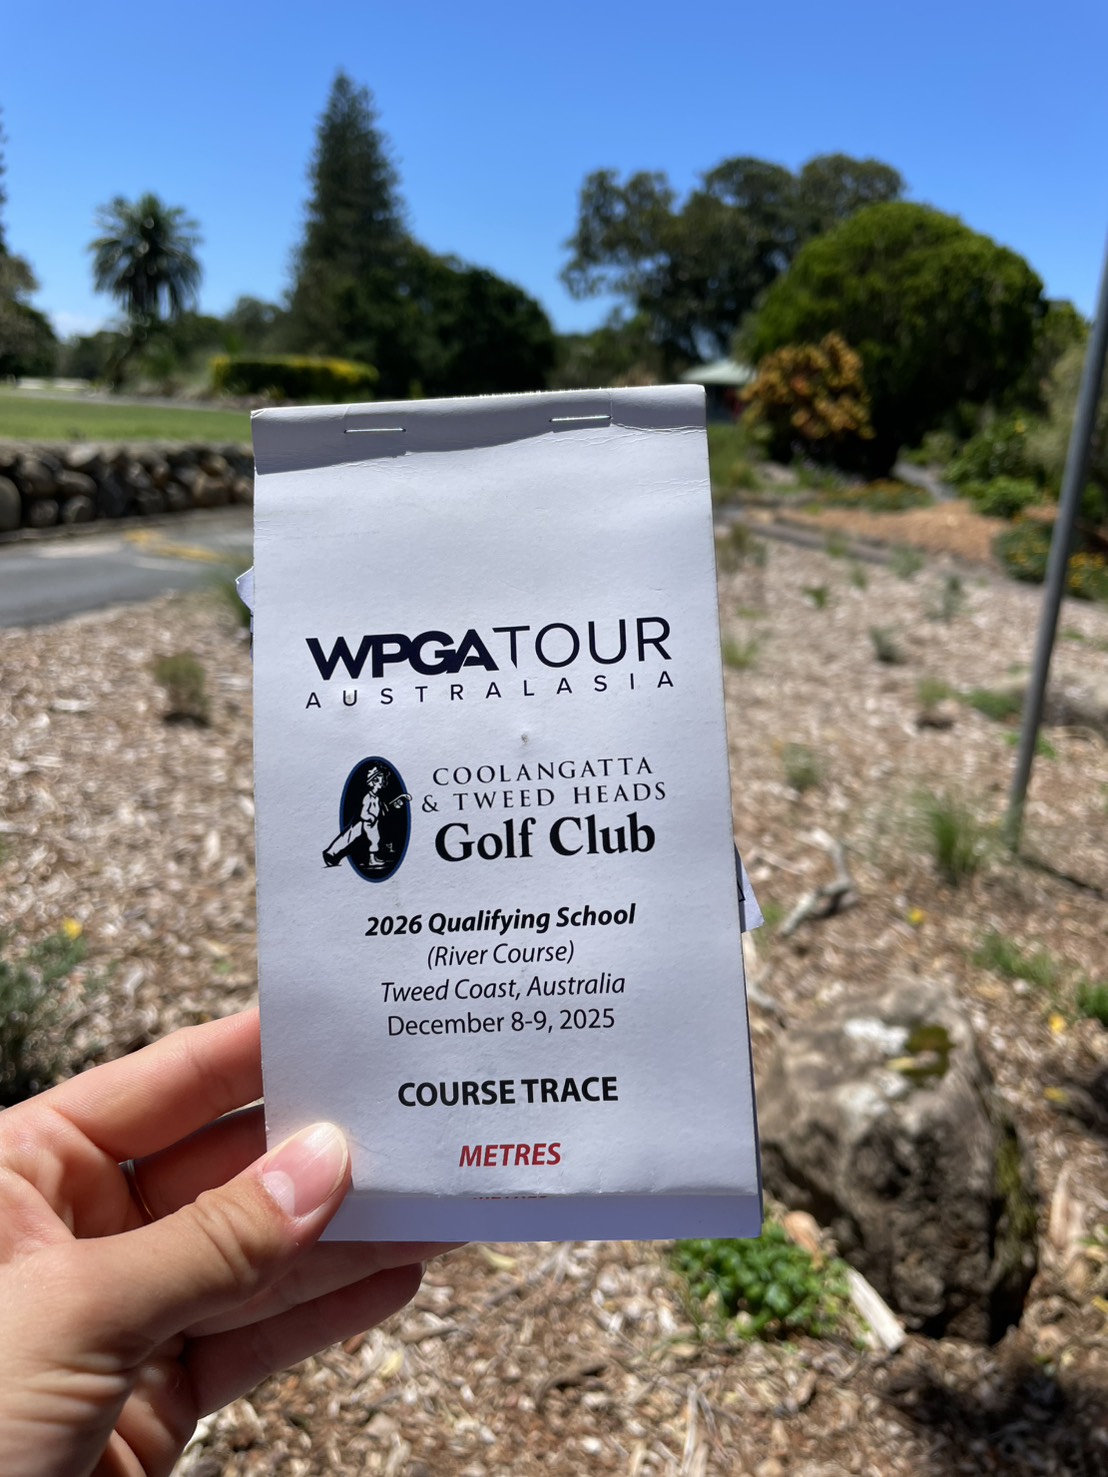 WPGATOUR
AUSTRALASIA
COOLANGATTA
& TWEED HEADS
Golf Club
2026 Qualifying School
(River Course)
Tweed Coast, Australia
December 8-9, 2025
COURSE TRACE
METRES